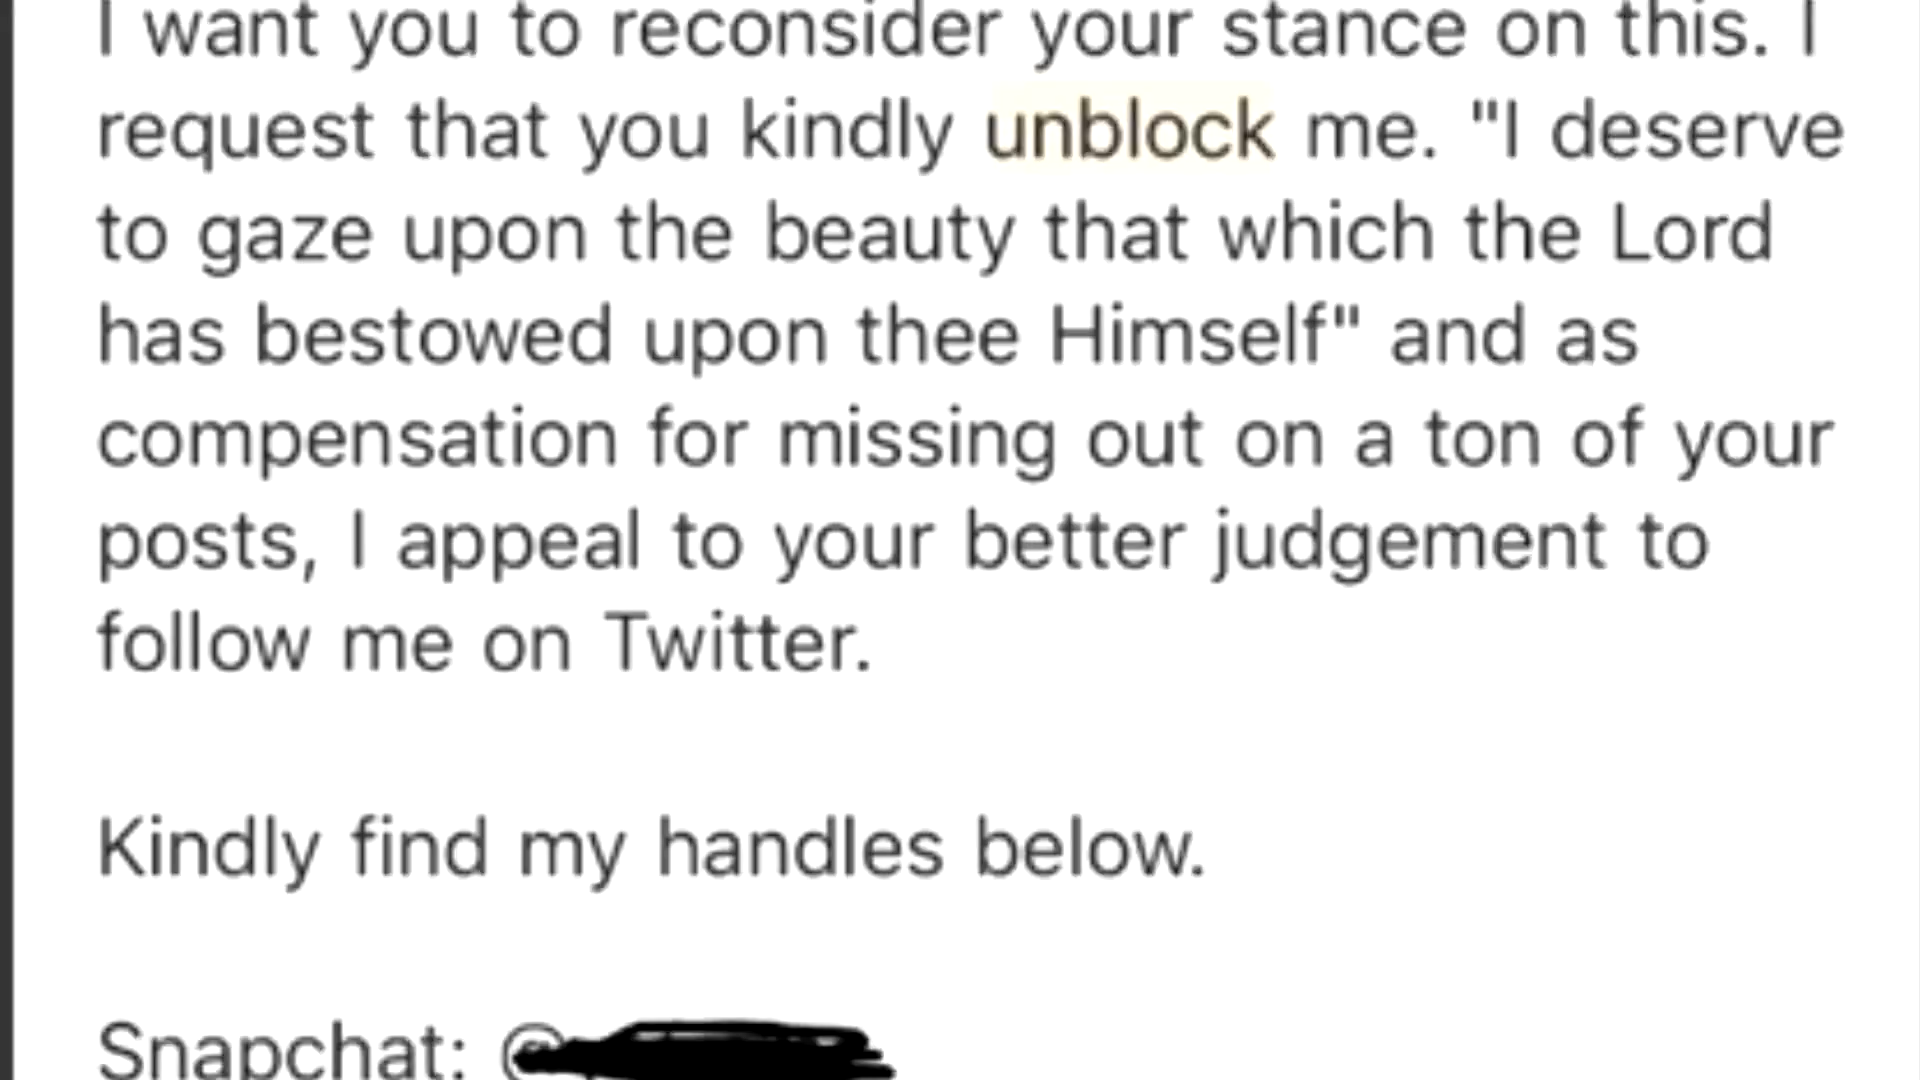 I want you to reconsider your stance on this. I
request that you kindly unblock me. "I deserve
to gaze upon the beauty that which the Lord
has bestowed upon thee Himself" and as
compensation for missing out on a ton of your
posts, I appeal to your better judgement to
follow me on Twitter.
Kindly find my handles below.
Snapchat: @